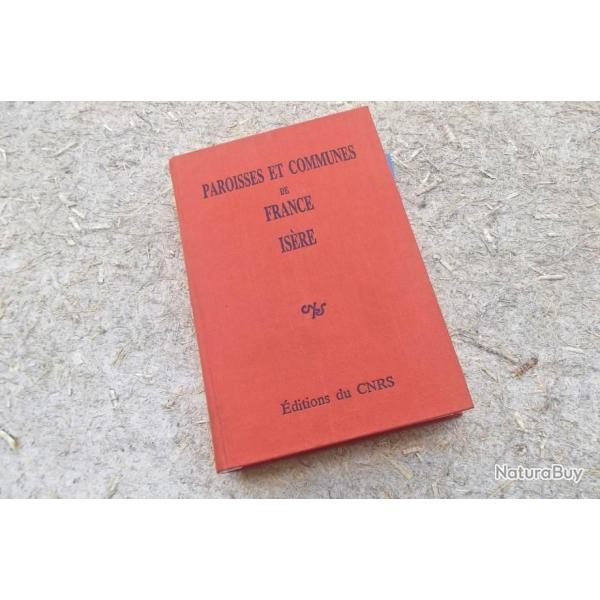 PAROISSES ET COMMUNES
DE
FRANCE
ISÈRE
Éditions du CNRS
NaturaBuy